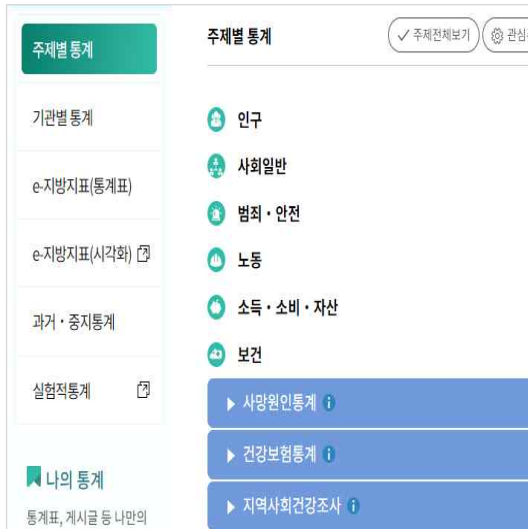 주제별 통계
기관별 통계
e-지방지표(통계표)
e-지방지표(시각화)
과거・중지통계
실험적통계
나의 통계
통계표, 게시글 등 나만의
주제별 통계
주제전체보기
관심
인구
사회일반
범죄・안전
노동
소득・소비・자산
보건
사망원인통계
건강보험통계
지역사회건강조사